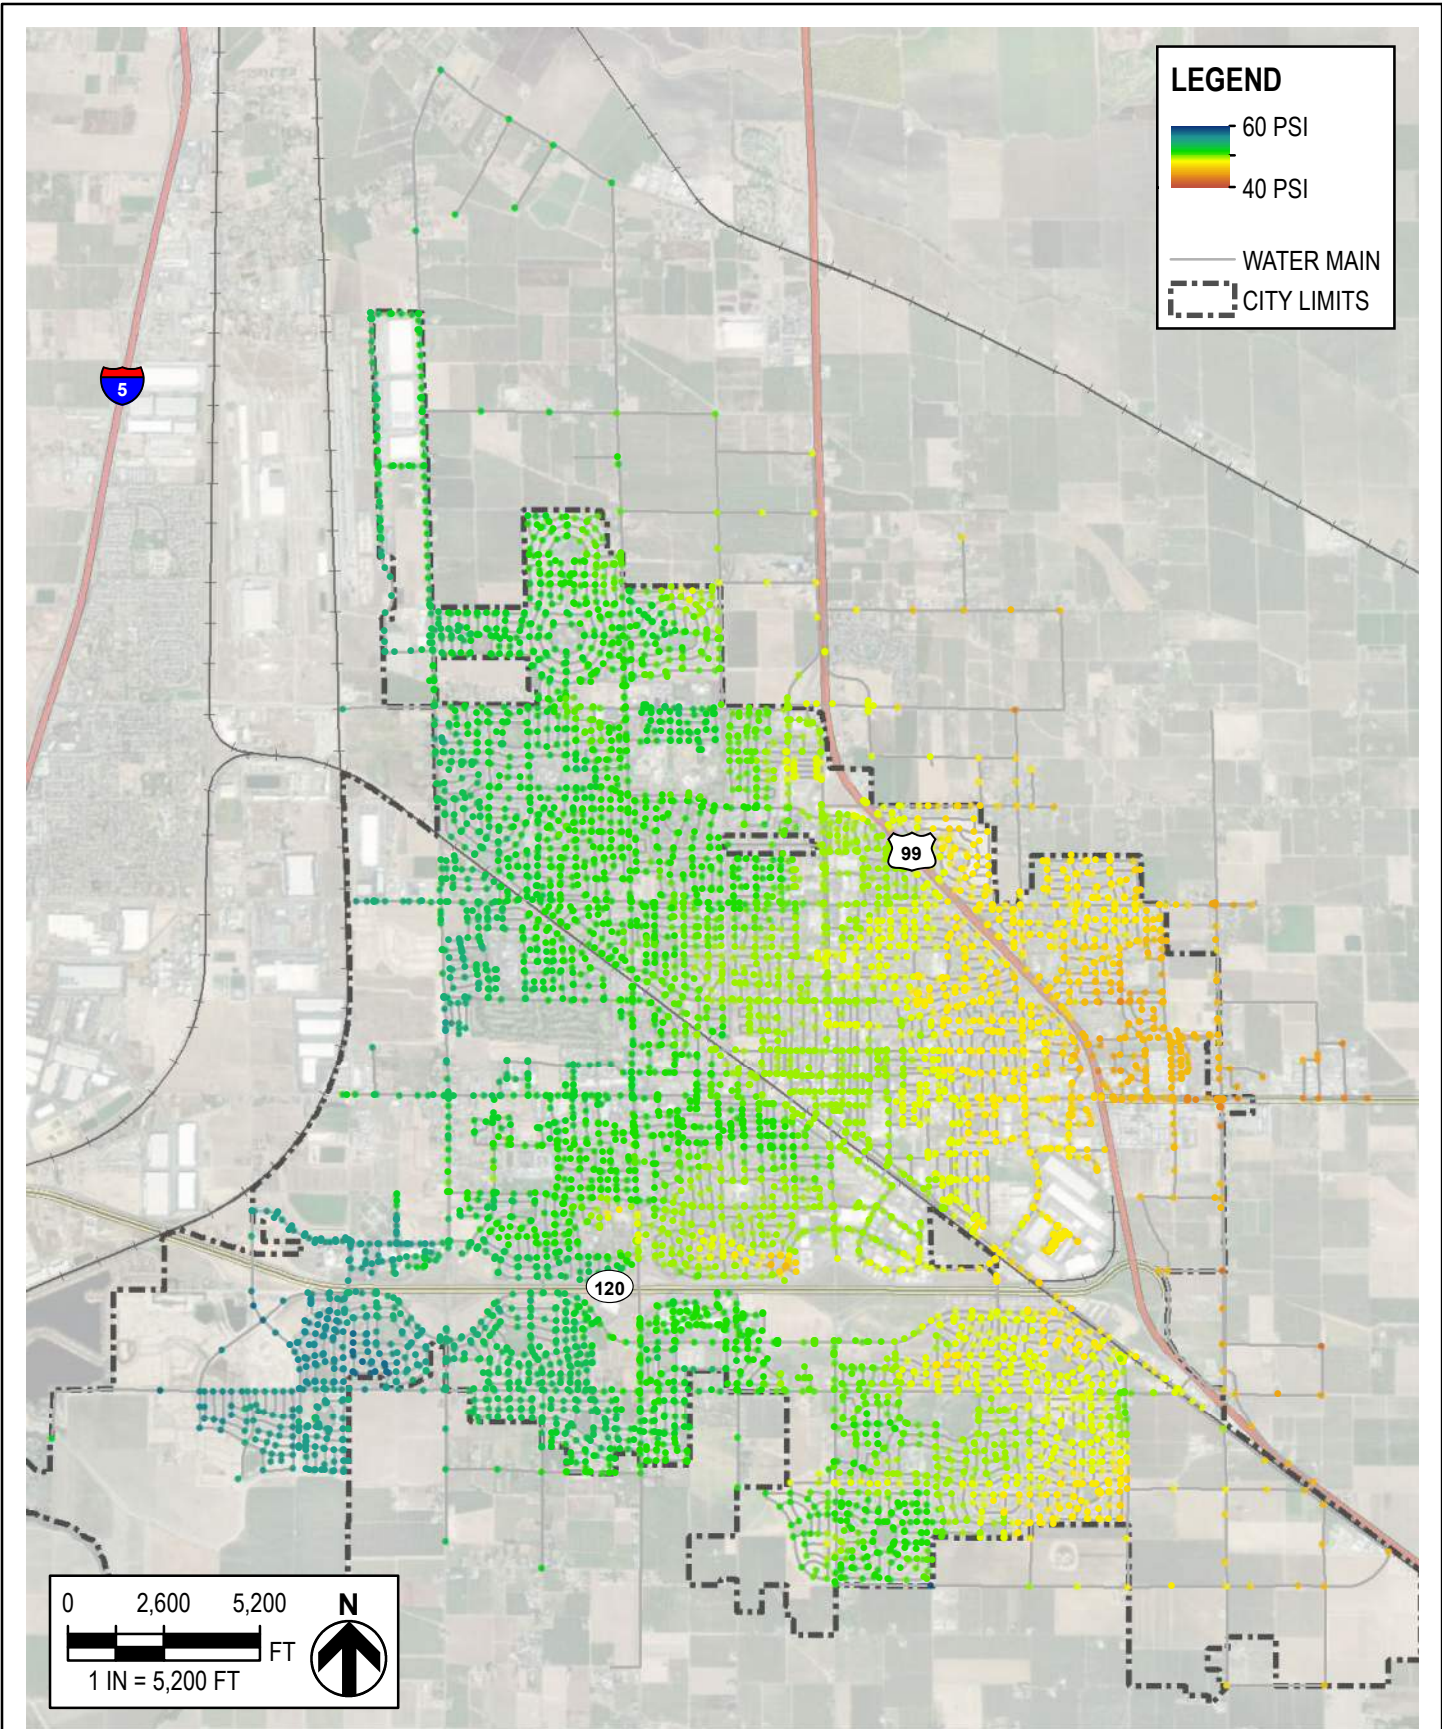 LEGEND
60 PSI
40 PSI
WATER MAIN
CITY LIMITS
5
99
120
0 2,600 5,200
FT
1 IN = 5,200 FT
N